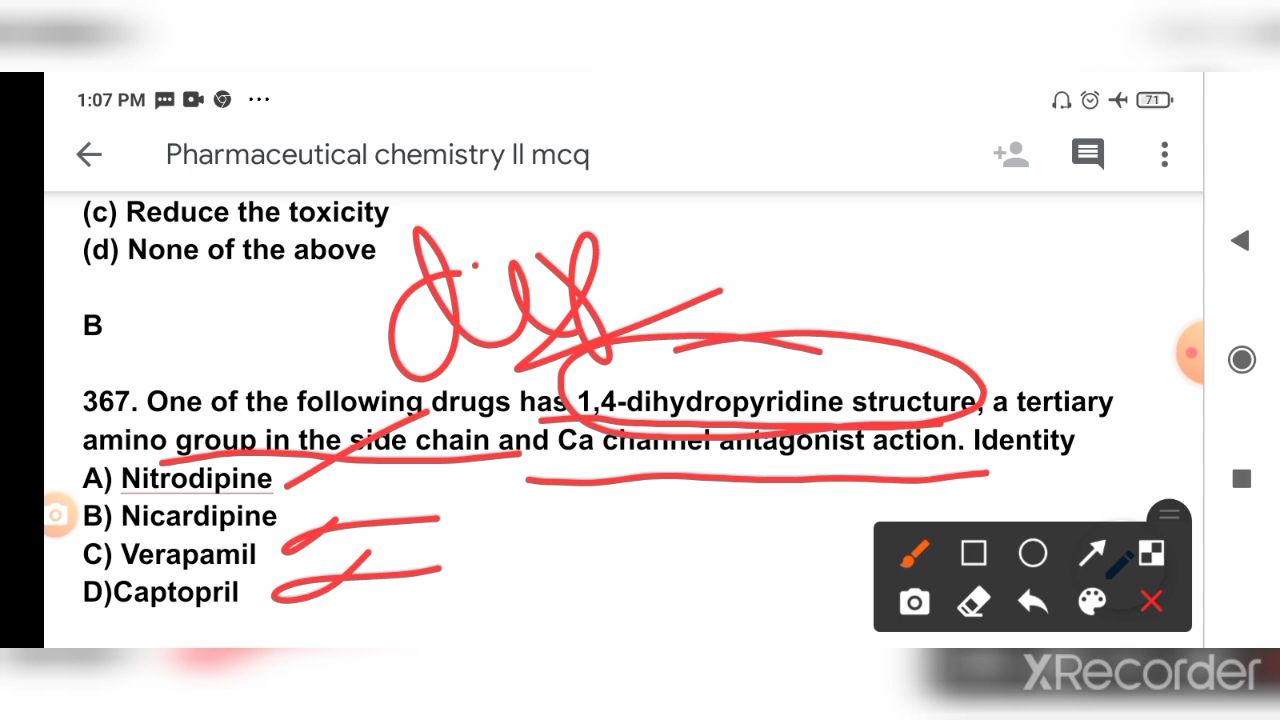 1:07 PM ... 71
Pharmaceutical chemistry ll mcq
(c) Reduce the toxicity
(d) None of the above
B
367. One of the following drugs has 1,4-dihydropyridine structure, a tertiary
amino group in the side chain and Ca channel antagonist action. Identity
A) Nitrodipine
B) Nicardipine
C) Verapamil
D)Captopril
XRecorder